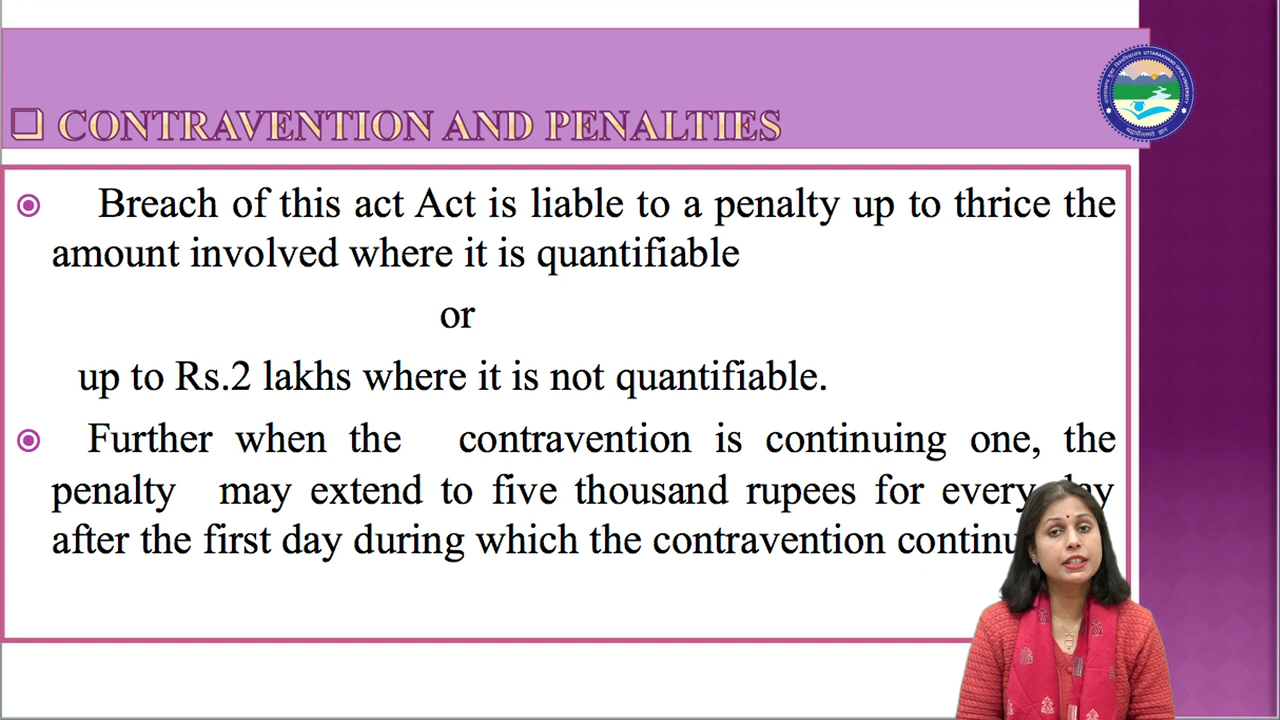 CONTRAVENTION AND PENALTIES
UTTARAKHAND OPEN UNIVERSITY
Breach of this act Act is liable to a penalty up to thrice the
amount involved where it is quantifiable
or
up to Rs.2 lakhs where it is not quantifiable.
Further when the contravention is continuing one, the
penalty may extend to five thousand rupees for every
after the first day during which the contravention